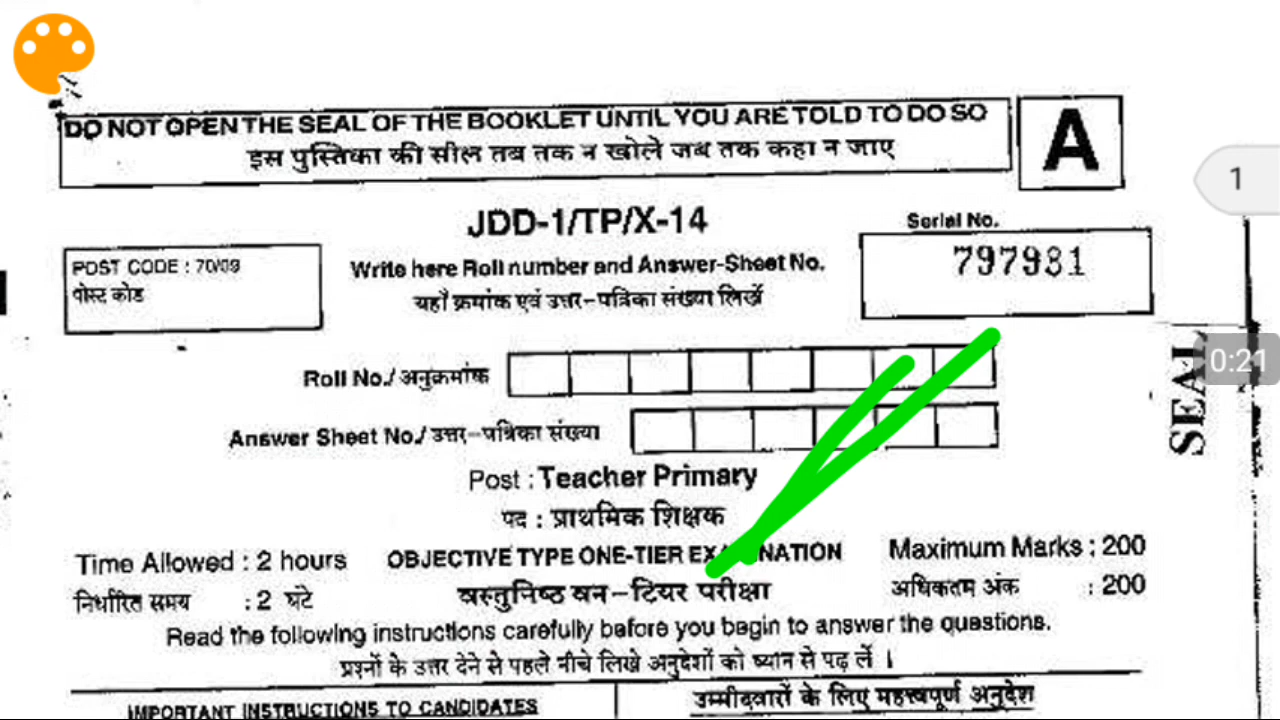 DO NOT OPEN THE SEAL OF THE BOOKLET UNTIL YOU ARE TOLD TO DO SO
इस पुस्तिका की सील तब तक न खोलें जब तक कहा न जाए
A
1
JDD-1/TP/X-14
Serial No.
797981
POST CODE : 70/09
पोस्ट कोड
Write here Roll number and Answer-Sheet No.
यहाँ क्रमांक एवं उत्तर-पत्रिका संख्या लिखें
SEAL
0:21
Roll No./ अनुक्रमांक
Answer Sheet No./ उत्तर-पत्रिका संख्या
Post : Teacher Primary
पद : प्राथमिक शिक्षक
Time Allowed : 2 hours
OBJECTIVE TYPE ONE-TIER EXAMINATION
Maximum Marks : 200
निर्धारित समय : 2 घंटे
वस्तुनिष्ठ वन-टियर परीक्षा
अधिकतम अंक : 200
Read the following instructions carefully before you begin to answer the questions.
प्रश्नों के उत्तर देने से पहले नीचे लिखे अनुदेशों को ध्यान से पढ़ लें ।
IMPORTANT INSTRUCTIONS TO CANDIDATES
उम्मीदवारों के लिए महत्त्वपूर्ण अनुदेश